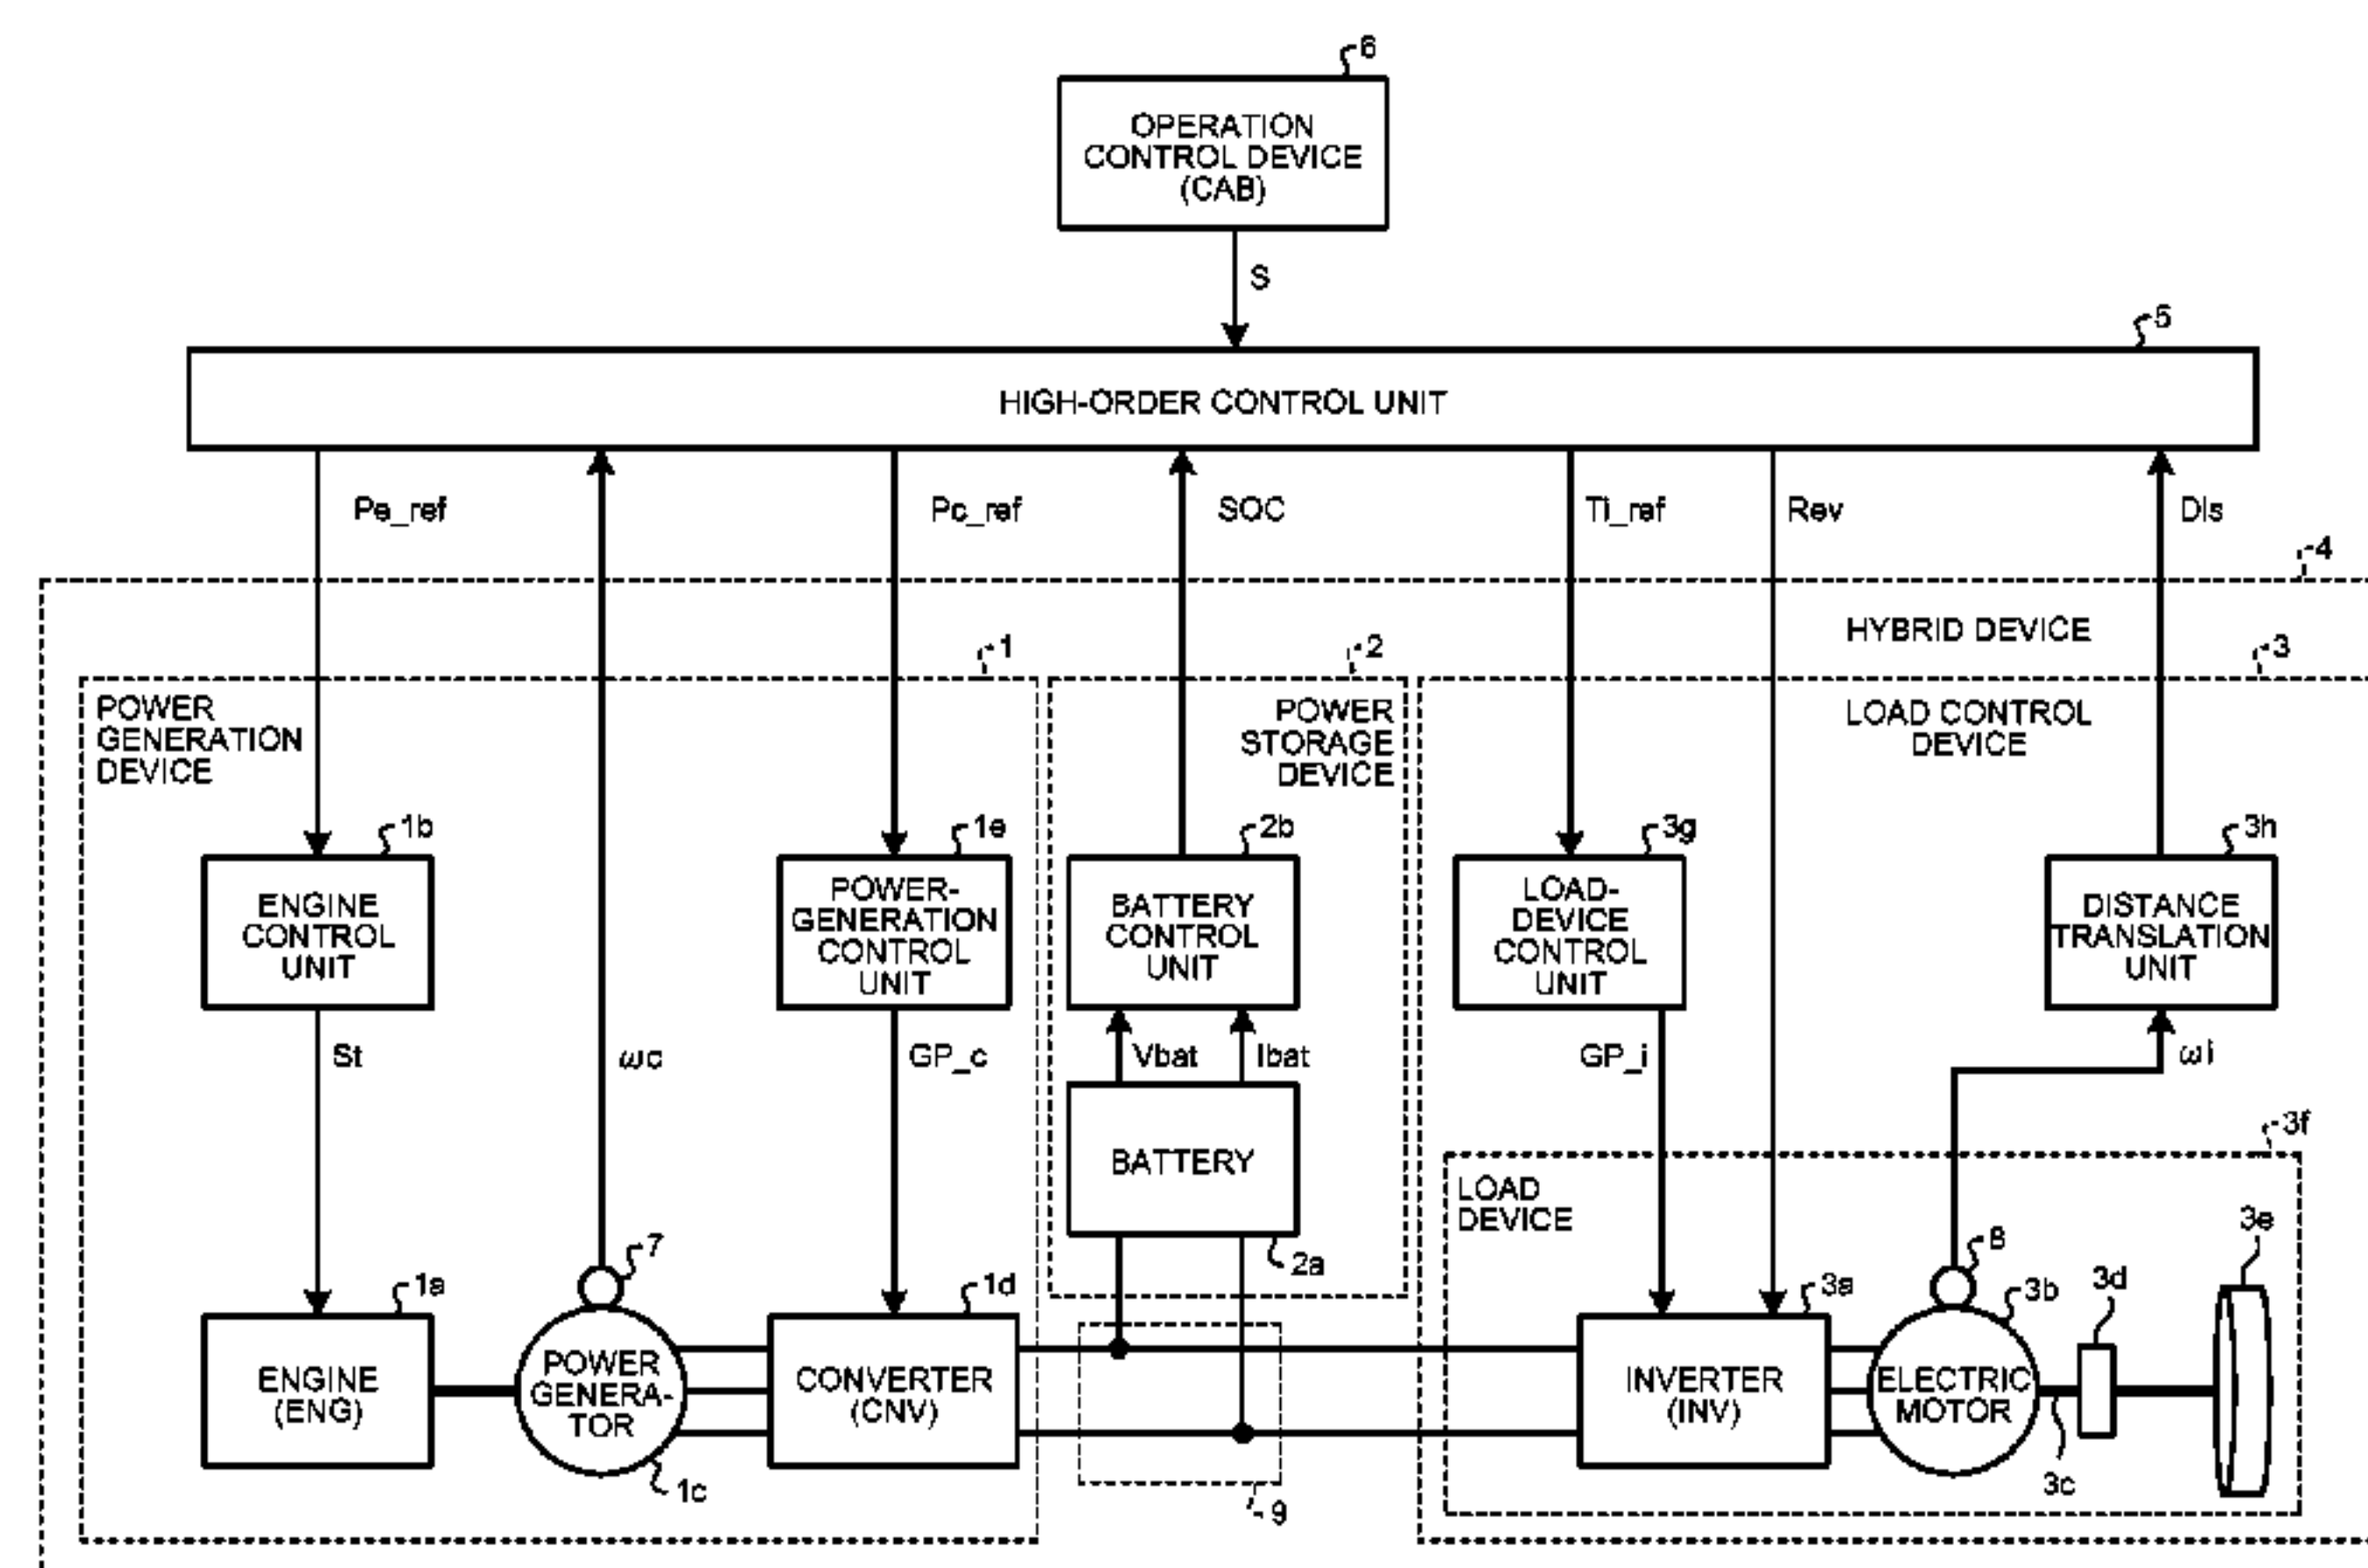 6
OPERATION
CONTROL DEVICE
(CAB)
S
5
HIGH-ORDER CONTROL UNIT
Pe_ref
Pc_ref
SOC
Ti_ref
Rev
Dis
4
HYBRID DEVICE
1
2
3
POWER
GENERATION
DEVICE
POWER
STORAGE
DEVICE
LOAD CONTROL
DEVICE
1b
1e
2b
3g
3h
ENGINE
CONTROL
UNIT
POWER-
GENERATION
CONTROL
UNIT
BATTERY
CONTROL
UNIT
LOAD-
DEVICE
CONTROL
UNIT
DISTANCE
TRANSLATION
UNIT
St
ωc
GP_c
Vbat
Ibat
GP_i
ωi
3f
BATTERY
LOAD
DEVICE
2a
7
8
3e
1a
1d
3a
3b
3d
ENGINE
(ENG)
POWER
GENERA-
TOR
CONVERTER
(CNV)
INVERTER
(INV)
ELECTRIC
MOTOR
1c
3c
9